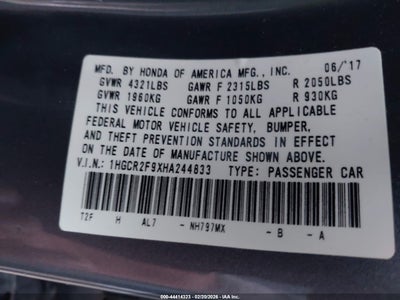 MFD. BY HONDA OF AMERICA MFG., INC. 06/'17
GVWR 4321LBS GAWR F 2315LBS R 2050LBS
GVWR 1960KG GAWR F 1050KG R 930KG
THIS VEHICLE CONFORMS TO ALL APPLICABLE
FEDERAL MOTOR VEHICLE SAFETY, BUMPER,
AND THEFT PREVENTION STANDARDS IN EFFECT
ON THE DATE OF MANUFACTURE SHOWN ABOVE.
V.I.N.: 1HGCR2F9XHA244833 TYPE: PASSENGER CAR
T2F H AL7 - NH797MX - B - A
000-44414323 - 02/20/2026 - IAA, Inc.